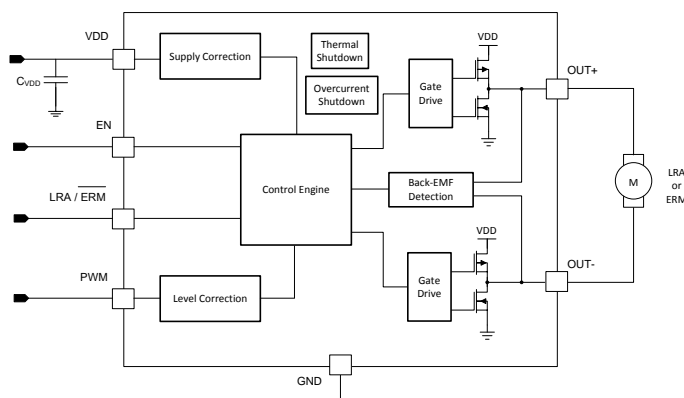 VDD
Supply Correction
Thermal
Shutdown
VDD
OUT+
CVDD
Overcurrent
Shutdown
Gate
Drive
EN
LRA / ERM
Control Engine
Back-EMF
Detection
M
LRA
or
ERM
VDD
PWM
Level Correction
Gate
Drive
OUT-
GND